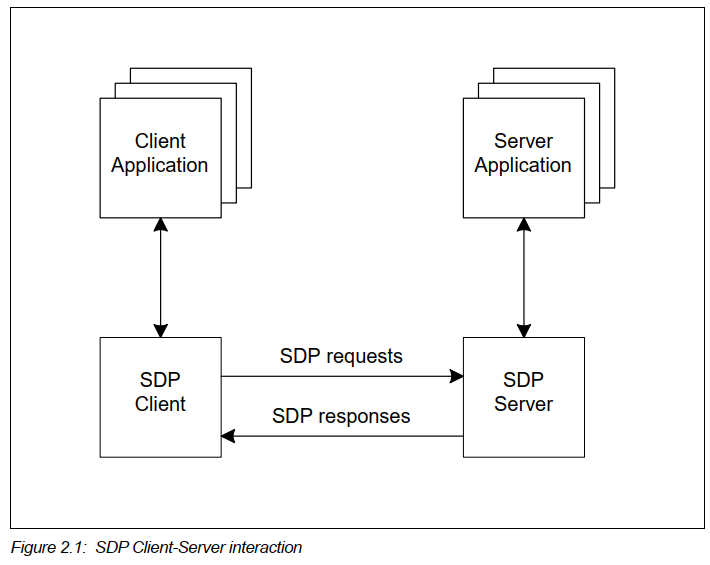 Client
Application
Server
Application
SDP requests
SDP
Client
SDP
Server
SDP responses
Figure 2.1: SDP Client-Server interaction